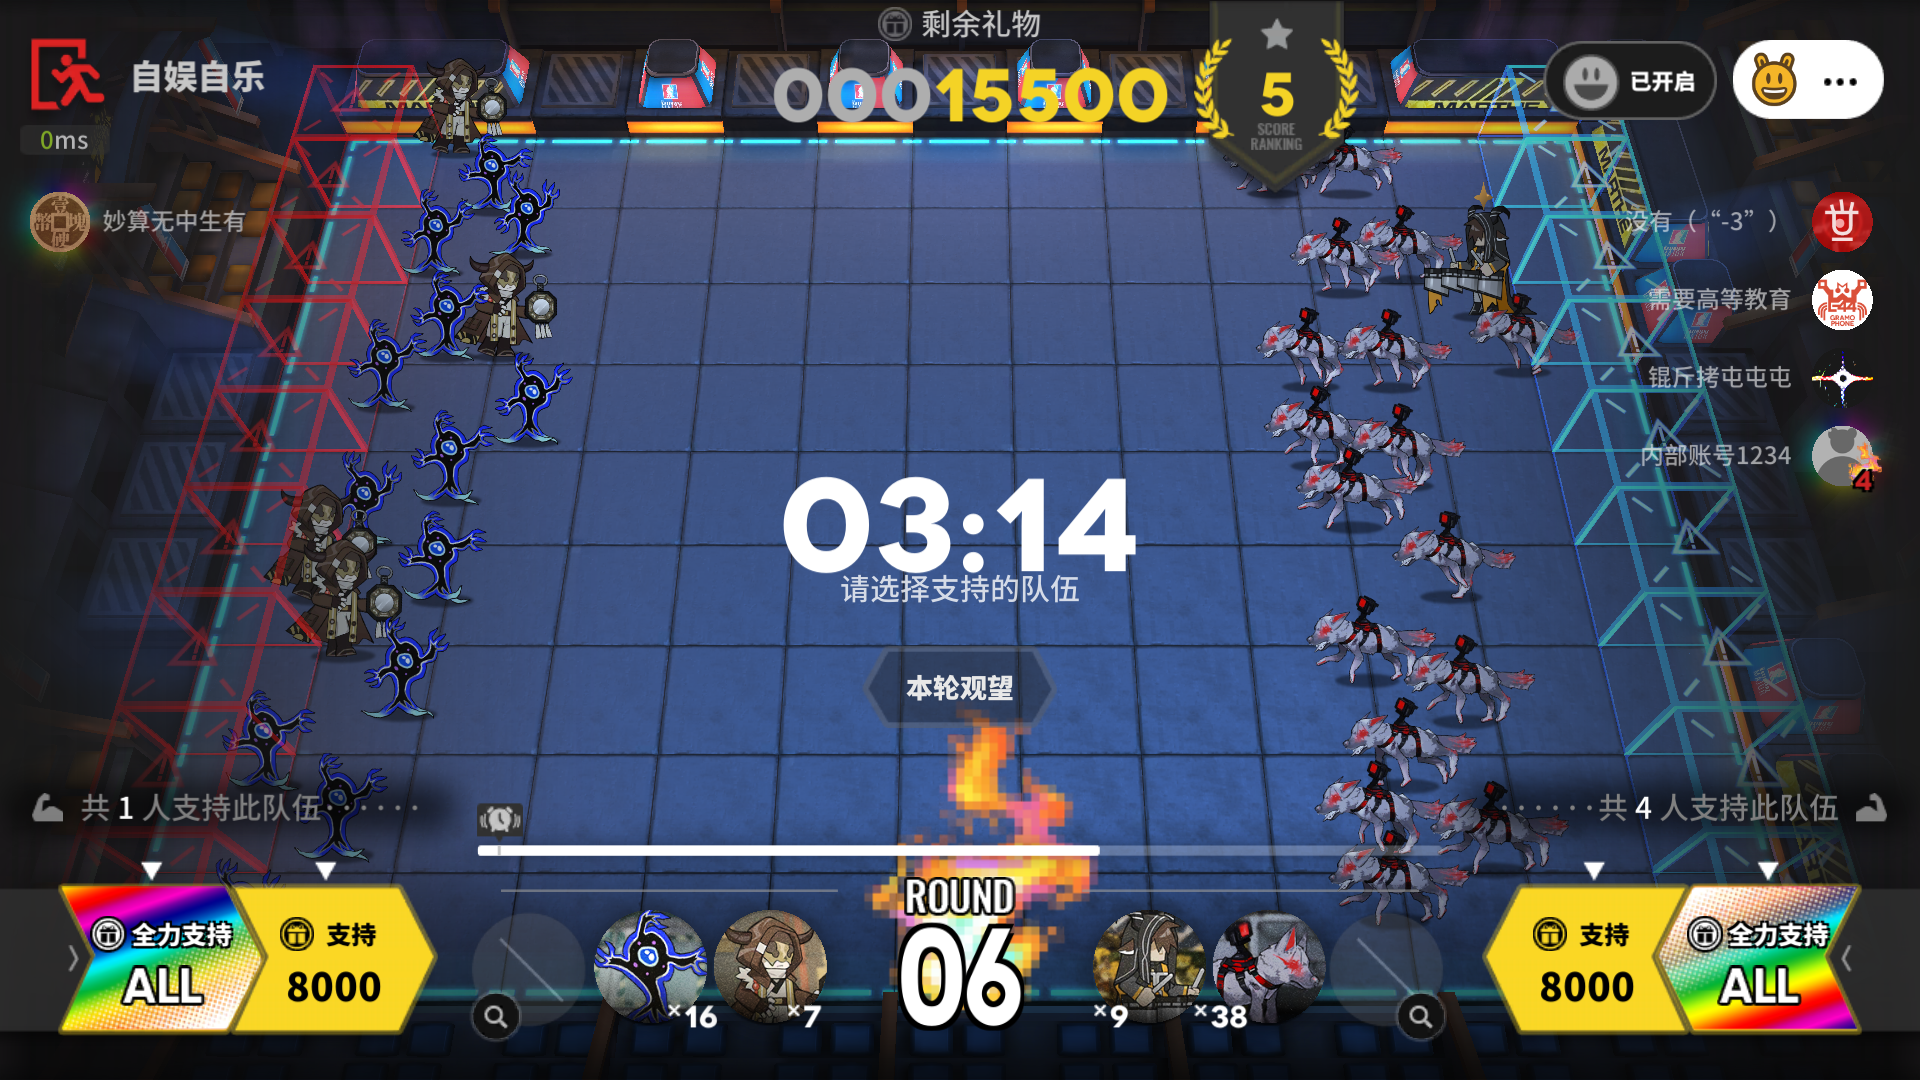 剩余礼物
自娱自乐
00015500
5
SCORE
RANKING
已开启
0ms
妙算无中生有
没有（“-3”）
需要高等教育
锟斤拷屯屯屯
内部账号1234
4
03:14
请选择支持的队伍
本轮观望
共 1 人支持此队伍
共 4 人支持此队伍
全力支持
ALL
支持
8000
×16
×7
ROUND
06
×9
×38
支持
8000
全力支持
ALL